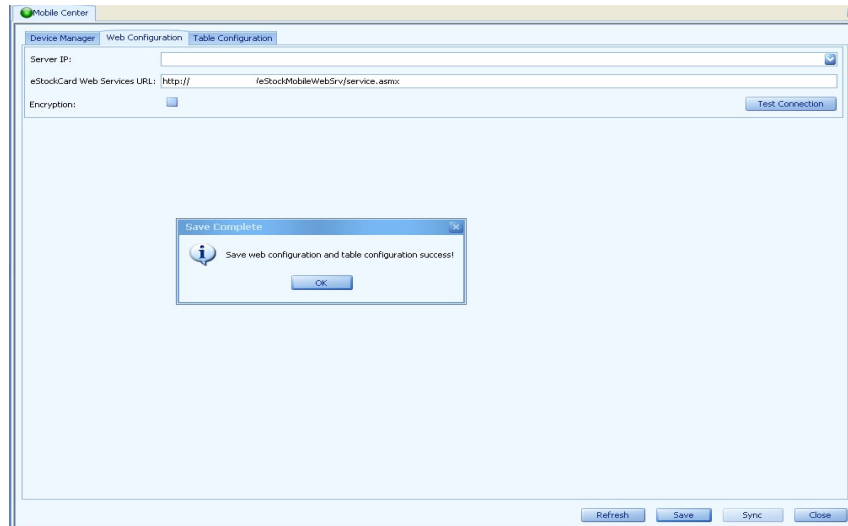 Mobile Center
Device Manager Web Configuration Table Configuration
Server IP:
eStockCard Web Services URL: http:// /eStockMobileWebSrv/service.asmx
Encryption: Test Connection
Save Complete
Save web configuration and table configuration success!
OK
Refresh Save Sync Close